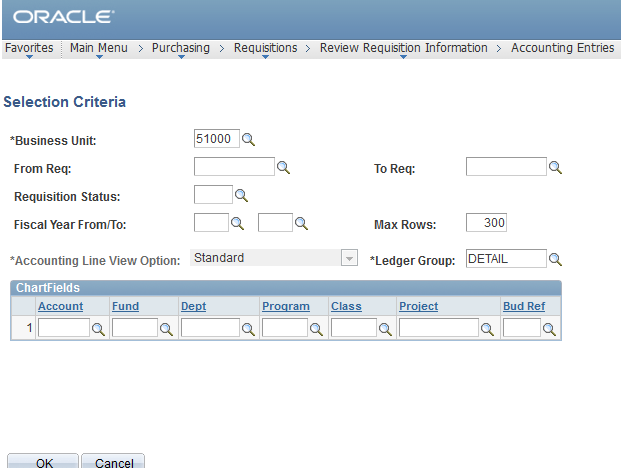 ORACLE
Favorites Main Menu > Purchasing > Requisitions > Review Requisition Information > Accounting Entries
Selection Criteria
*Business Unit: 51000
From Req: To Req:
Requisition Status:
Fiscal Year From/To: Max Rows: 300
*Accounting Line View Option: Standard *Ledger Group: DETAIL
ChartFields
Account Fund Dept Program Class Project Bud Ref
1
OK Cancel